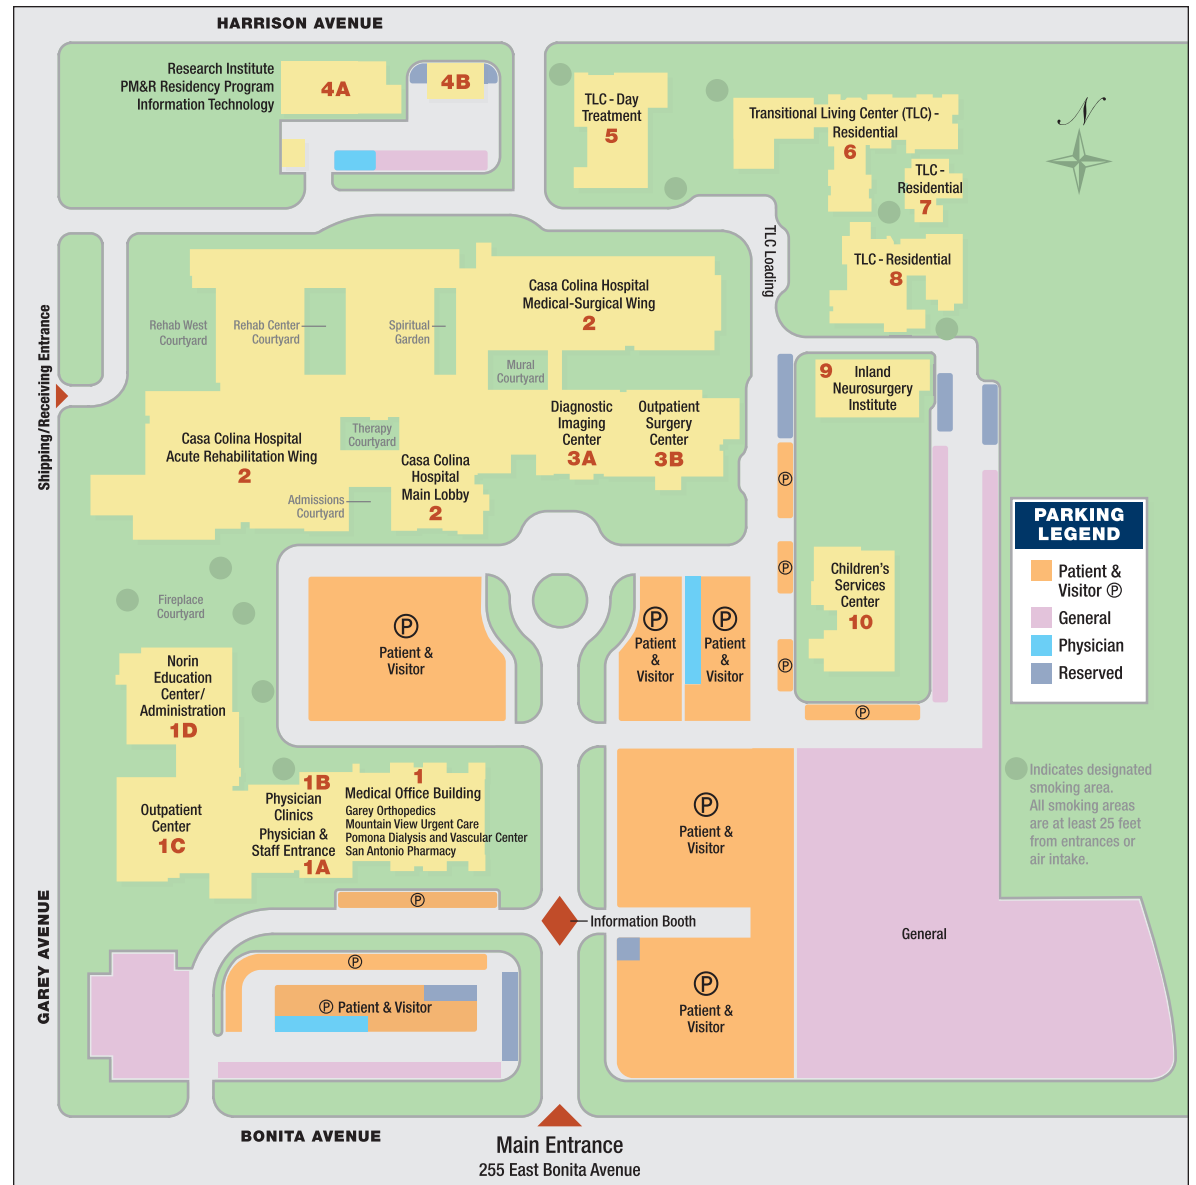 HARRISON AVENUE
Research Institute
PM&R Residency Program
Information Technology
4A
4B
TLC - Day
Treatment
5
Transitional Living Center (TLC) -
Residential
6
TLC -
Residential
7
TLC - Residential
8
N
TLC Loading
Shipping/Receiving Entrance
Rehab West
Courtyard
Rehab Center
Courtyard
Spiritual
Garden
Casa Colina Hospital
Medical-Surgical Wing
2
Mural
Courtyard
9
Inland
Neurosurgery
Institute
Casa Colina Hospital
Acute Rehabilitation Wing
2
Therapy
Courtyard
Diagnostic
Imaging
Center
3A
Outpatient
Surgery
Center
3B
Casa Colina
Hospital
Main Lobby
2
Admissions
Courtyard
P
P
P
P
PARKING
LEGEND
Patient &
Visitor P
General
Physician
Reserved
Children's
Services
Center
10
Fireplace
Courtyard
P
Patient &
Visitor
P
Patient
&
Visitor
P
Patient
&
Visitor
Norin
Education
Center/
Administration
1D
Outpatient
Center
1C
1B
Physician
Clinics
Physician &
Staff Entrance
1A
1
Medical Office Building
Garey Orthopedics
Mountain View Urgent Care
Pomona Dialysis and Vascular Center
San Antonio Pharmacy
P
Patient &
Visitor
Indicates designated
smoking area.
All smoking areas
are at least 25 feet
from entrances or
air intake.
P
Information Booth
General
GAREY AVENUE
P
P Patient & Visitor
P
Patient &
Visitor
BONITA AVENUE
Main Entrance
255 East Bonita Avenue